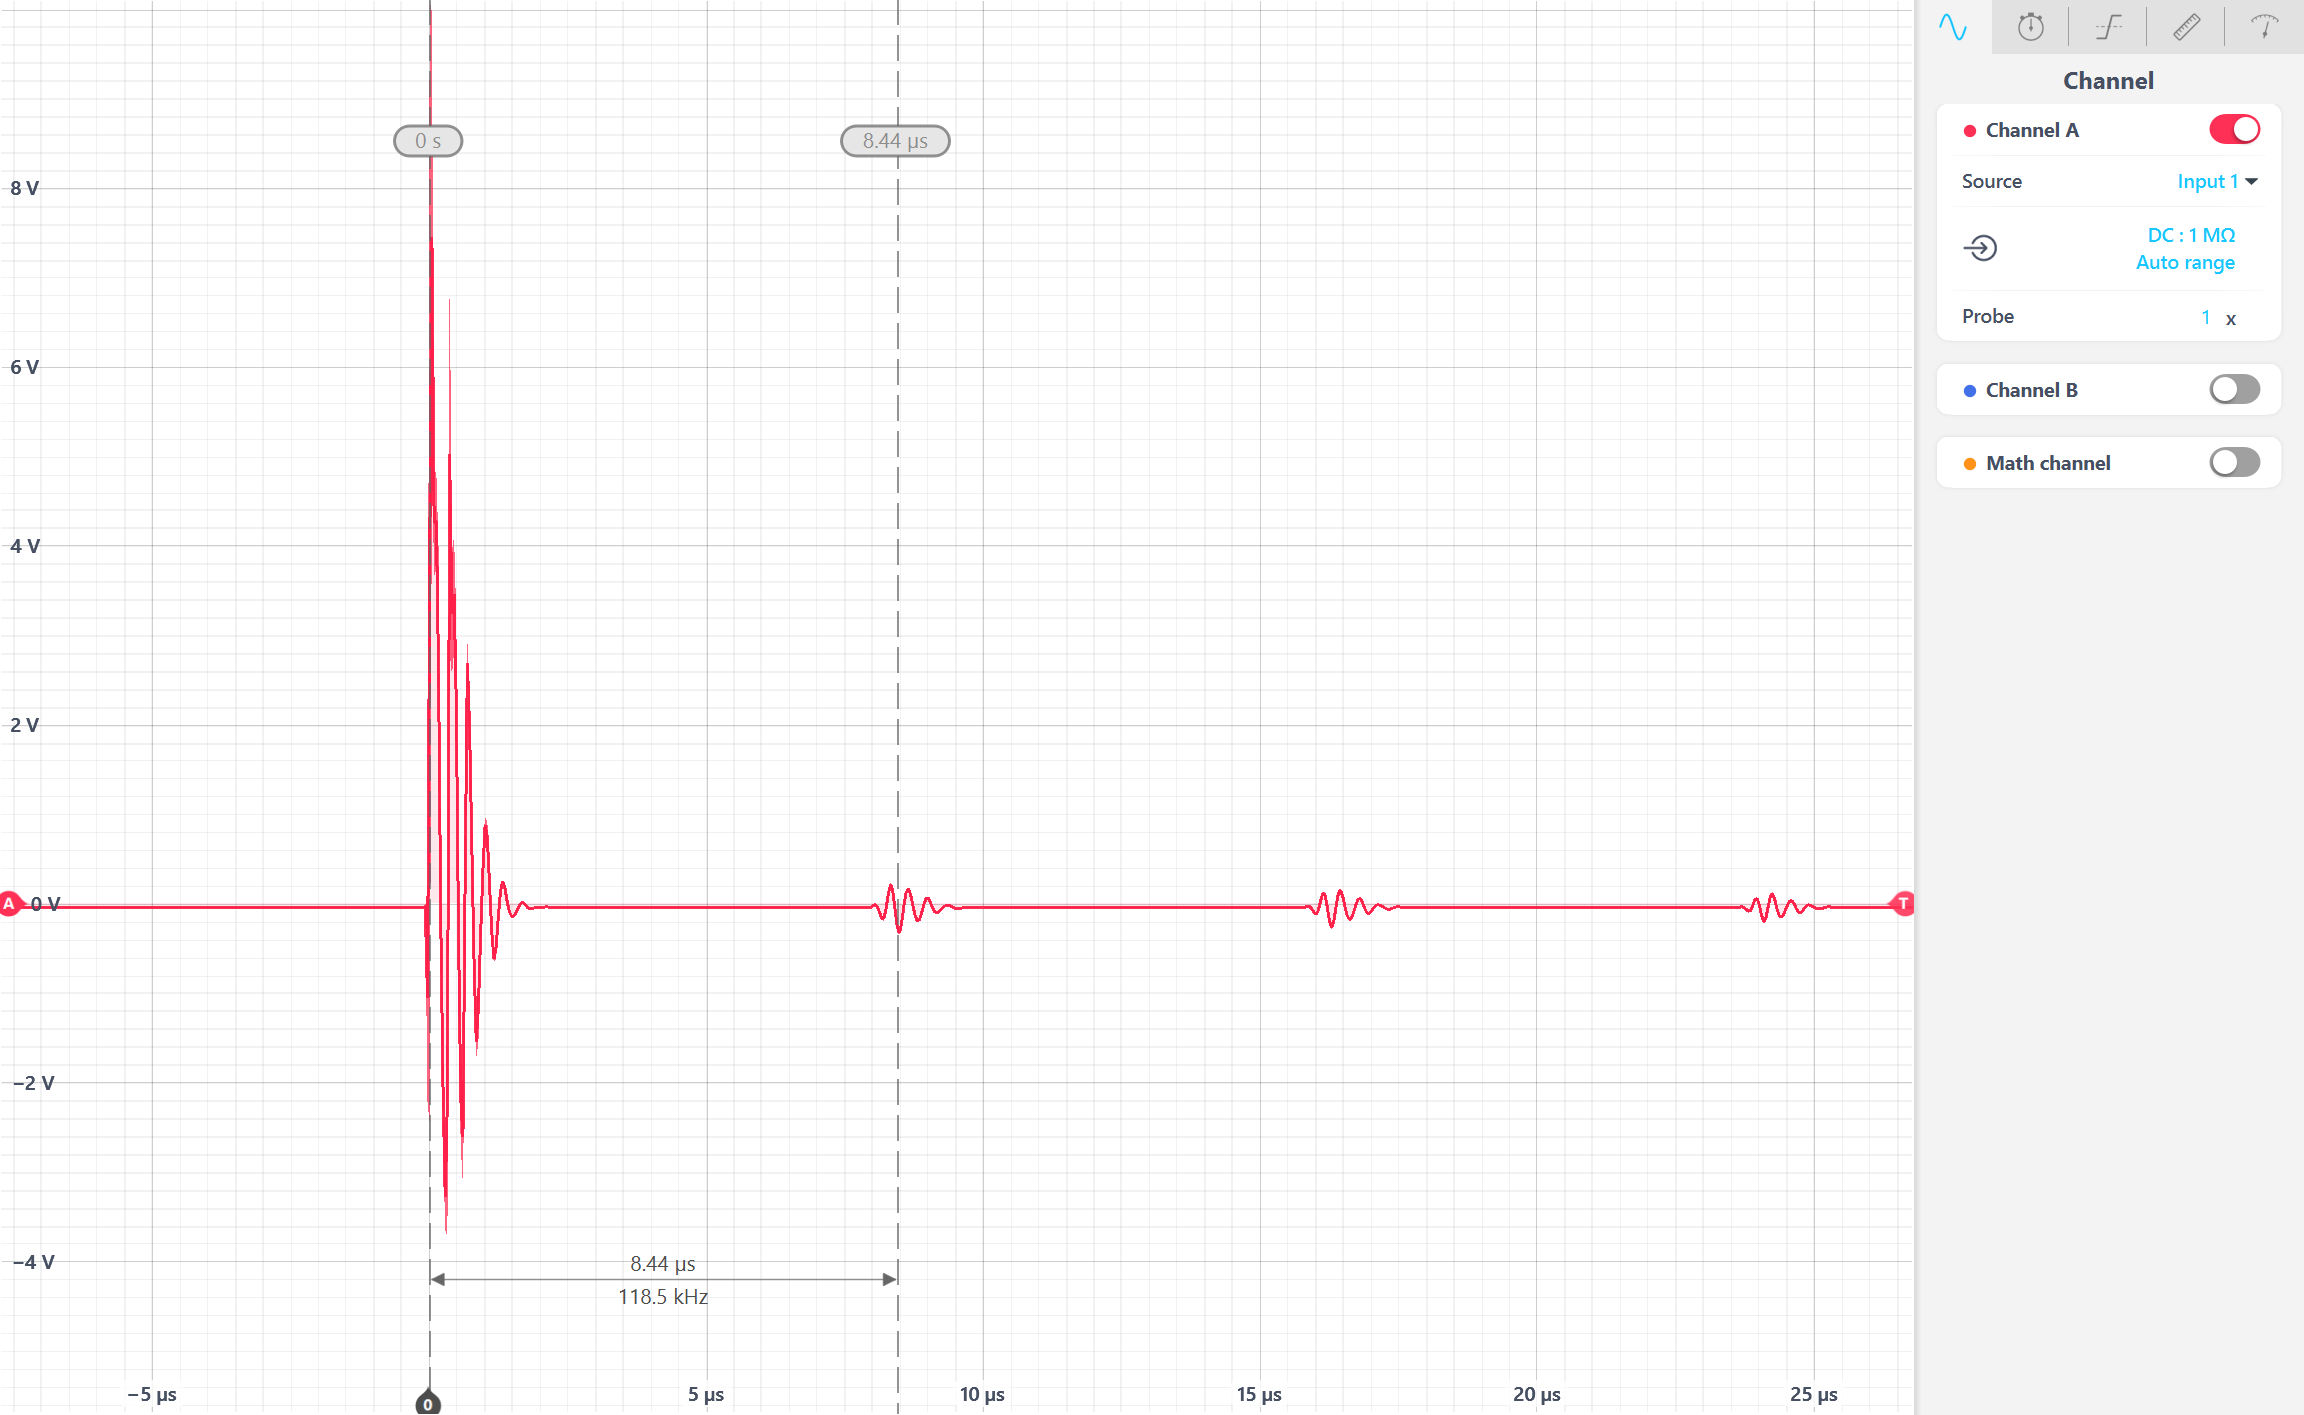 0 s
8.44 µs
8 V
6 V
4 V
2 V
A
0 V
T
−2 V
−4 V
8.44 µs
118.5 kHz
−5 µs
0
5 µs
10 µs
15 µs
20 µs
25 µs
Channel
Channel A
Source
Input 1
DC : 1 MΩ
Auto range
Probe
1 x
Channel B
Math channel